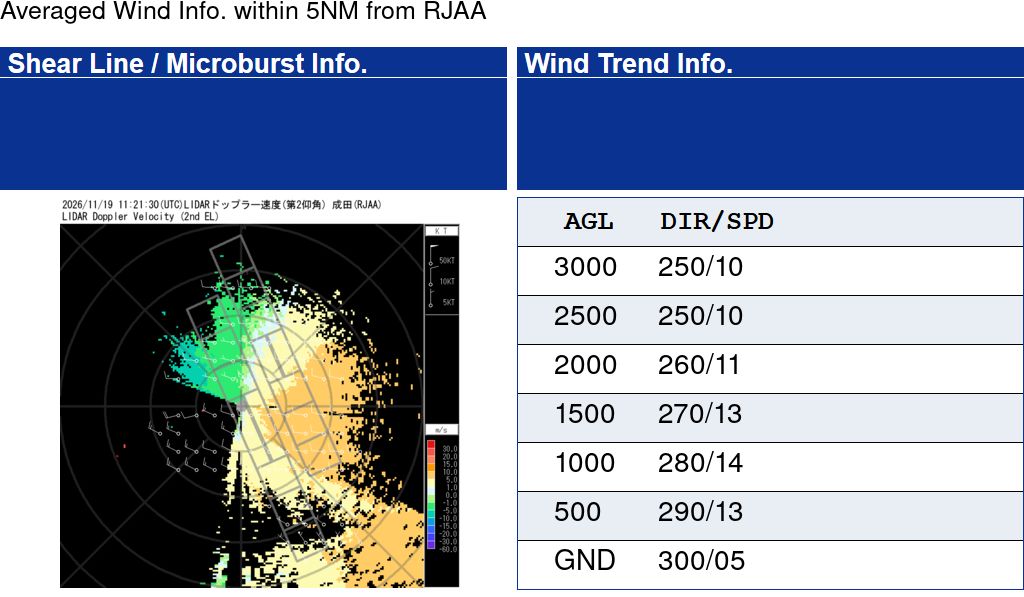 Averaged Wind Info. within 5NM from RJAA
Shear Line / Microburst Info.
Wind Trend Info.
2026/11/19 11:21:30(UTC)LIDARドップラー速度(第2仰角) 成田(RJAA)
LIDAR Doppler Velocity (2nd EL)
K T
50KT
10KT
5KT
m/s
30.0
20.0
15.0
10.0
5.0
1.0
0.0
-1.0
-5.0
-10.0
-15.0
-20.0
-30.0
-60.0
AGL DIR/SPD
3000 250/10
2500 250/10
2000 260/11
1500 270/13
1000 280/14
500 290/13
GND 300/05